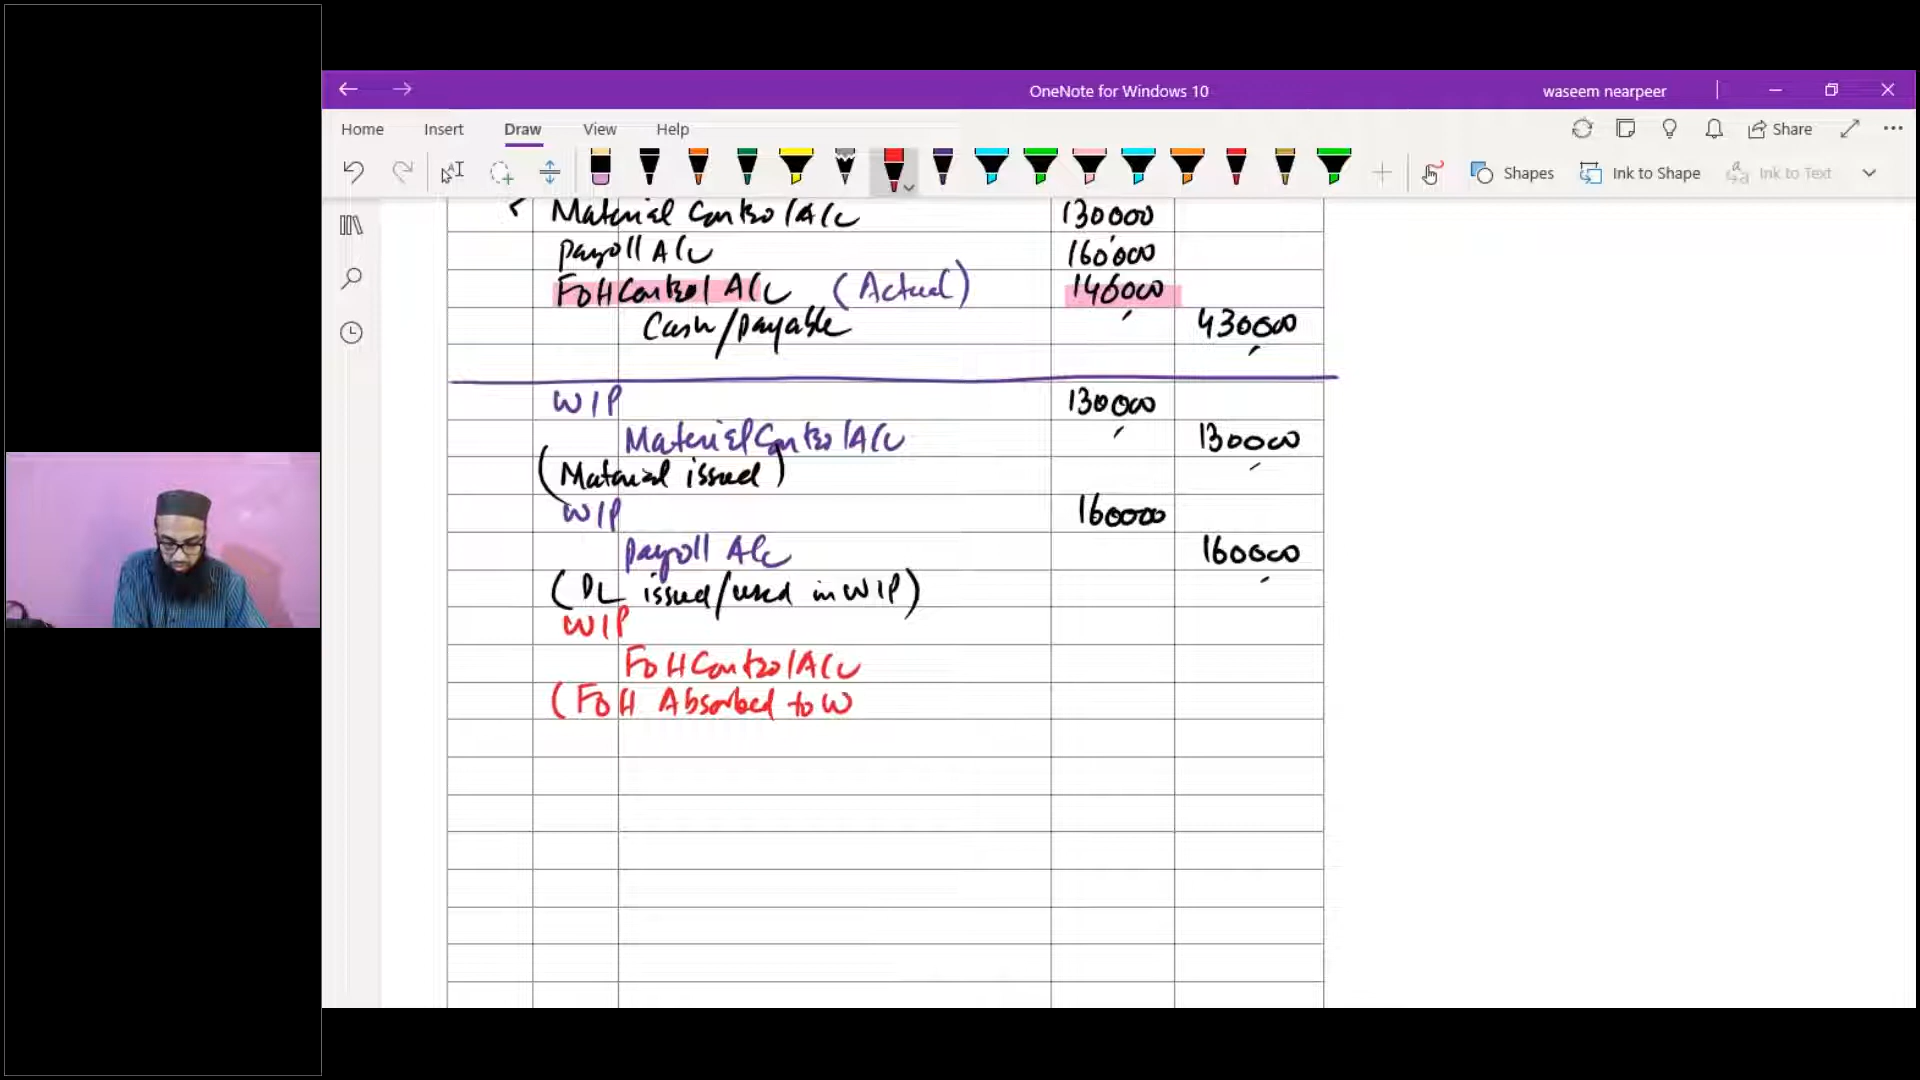 OneNote for Windows 10
waseem nearpeer
Home Insert Draw View Help
Share
Shapes Ink to Shape Ink to Text
Material Control A/C 130000
Payroll A/C 160000
FOH Control A/C (Actual) 140000
Cash/payable 430000
WIP 130000
Material Control A/C 130000
(Material issued)
WIP 160000
Payroll A/C 160000
(DL issued/used in WIP)
WIP
FOH Control A/C
(FOH Absorbed to W